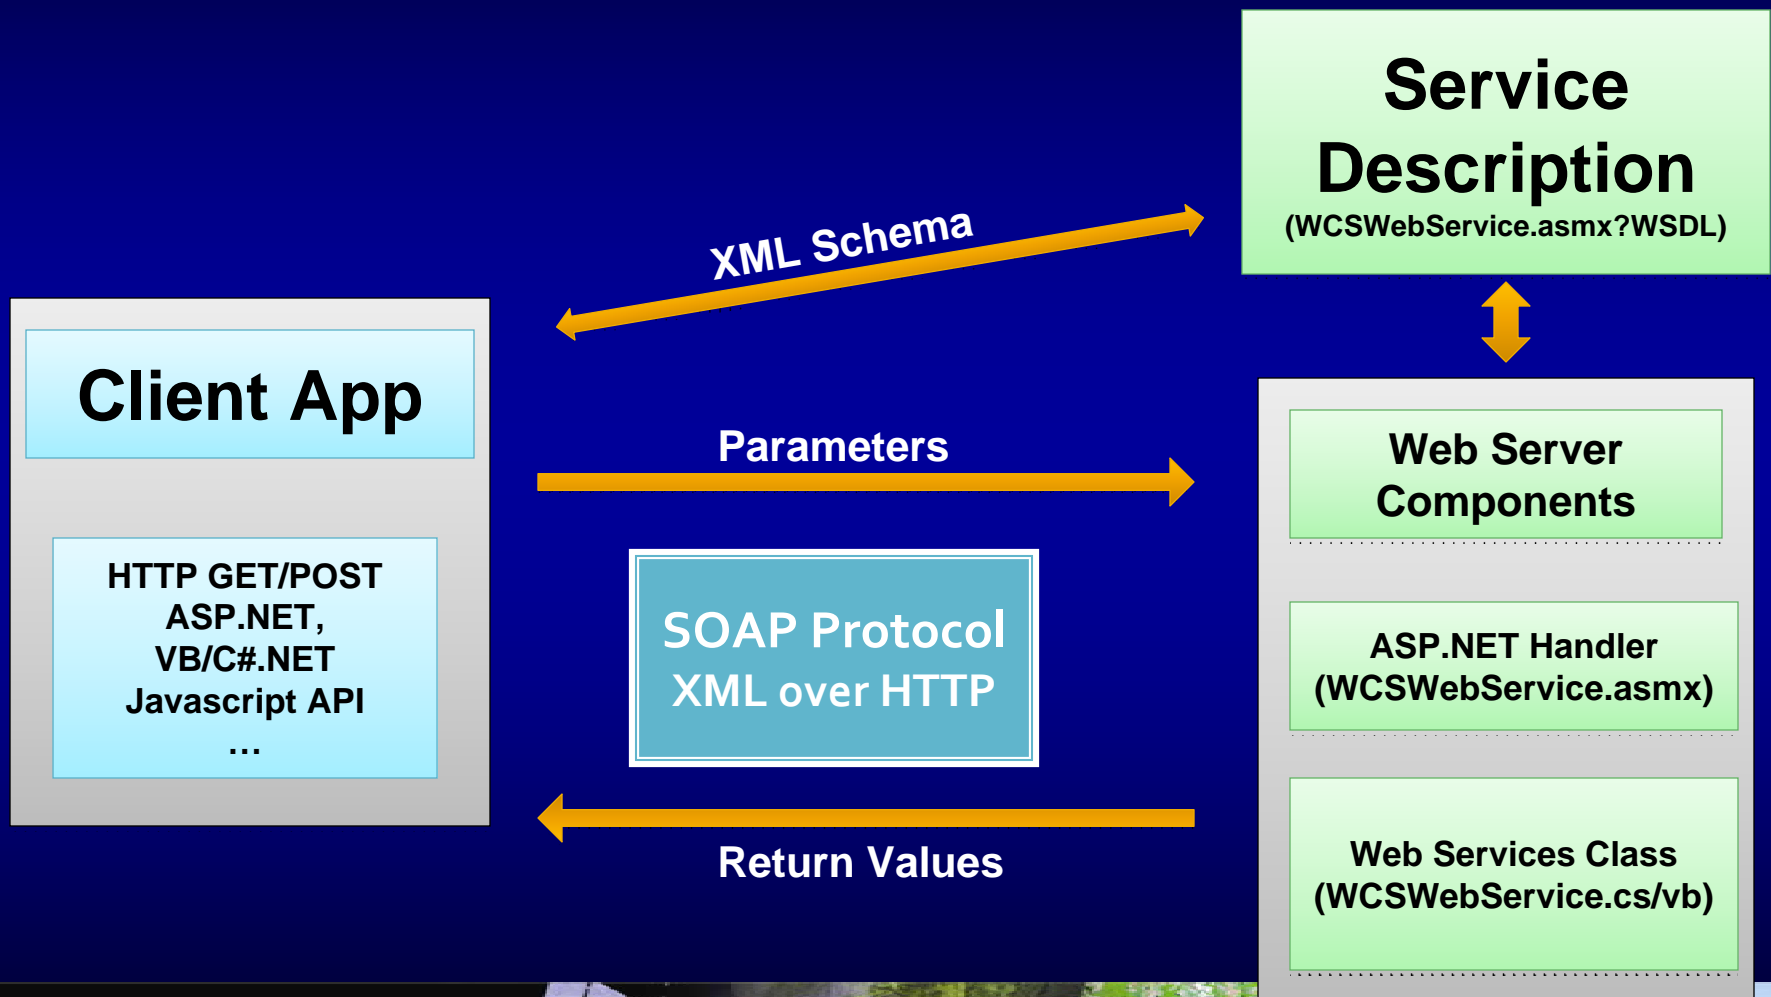 Service
Description
(WCSWebService.asmx?WSDL)
XML Schema
Client App
HTTP GET/POST
ASP.NET,
VB/C#.NET
Javascript API
…
Parameters
SOAP Protocol
XML over HTTP
Return Values
Web Server
Components
ASP.NET Handler
(WCSWebService.asmx)
Web Services Class
(WCSWebService.cs/vb)